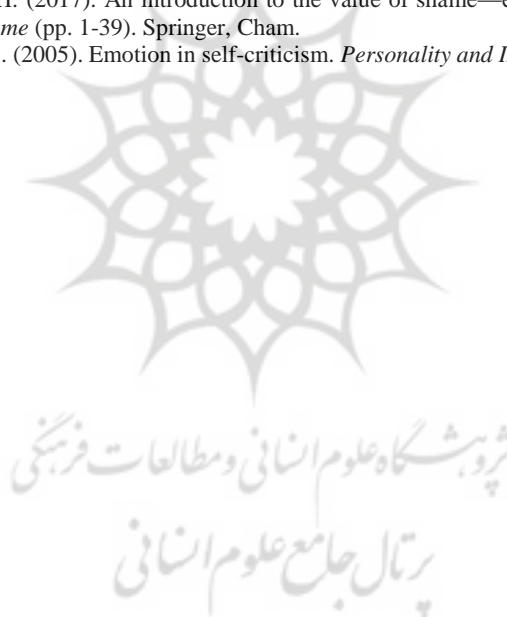 H. (2017). An introduction to the value of shame—
me (pp. 1-39). Springer, Cham.
. (2005). Emotion in self-criticism. Personality and
پژوهشگاه علوم انسانی و مطالعات فرهنگی
پرتال جامع علوم انسانی